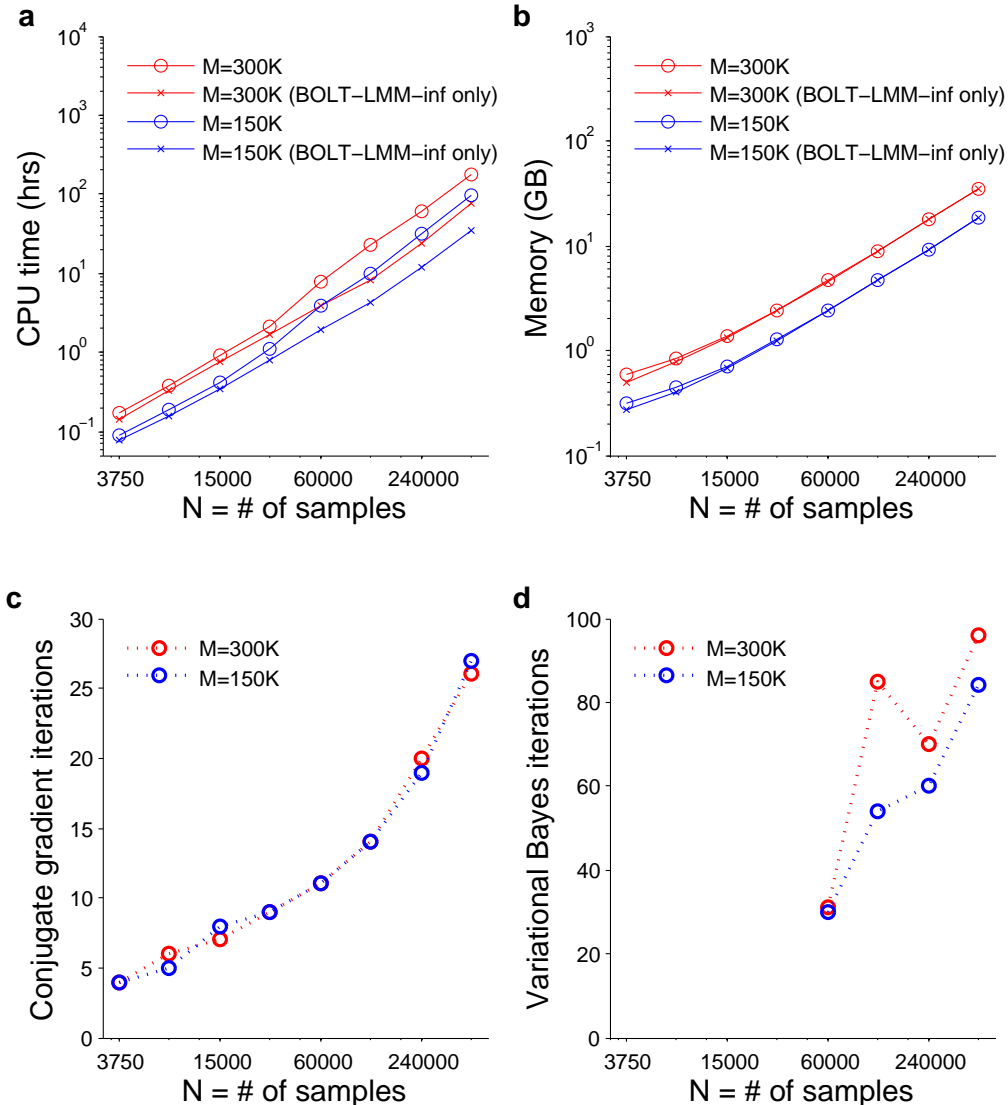 a
10^4
10^3
10^2
10^1
10^0
10^−1
CPU time (hrs)
M=300K
M=300K (BOLT−LMM−inf only)
M=150K
M=150K (BOLT−LMM−inf only)
3750 15000 60000 240000
N = # of samples
b
10^3
10^2
10^1
10^0
10^−1
Memory (GB)
M=300K
M=300K (BOLT−LMM−inf only)
M=150K
M=150K (BOLT−LMM−inf only)
3750 15000 60000 240000
N = # of samples
c
30
25
20
15
10
5
0
Conjugate gradient iterations
M=300K
M=150K
3750 15000 60000 240000
N = # of samples
d
100
80
60
40
20
0
Variational Bayes iterations
M=300K
M=150K
3750 15000 60000 240000
N = # of samples